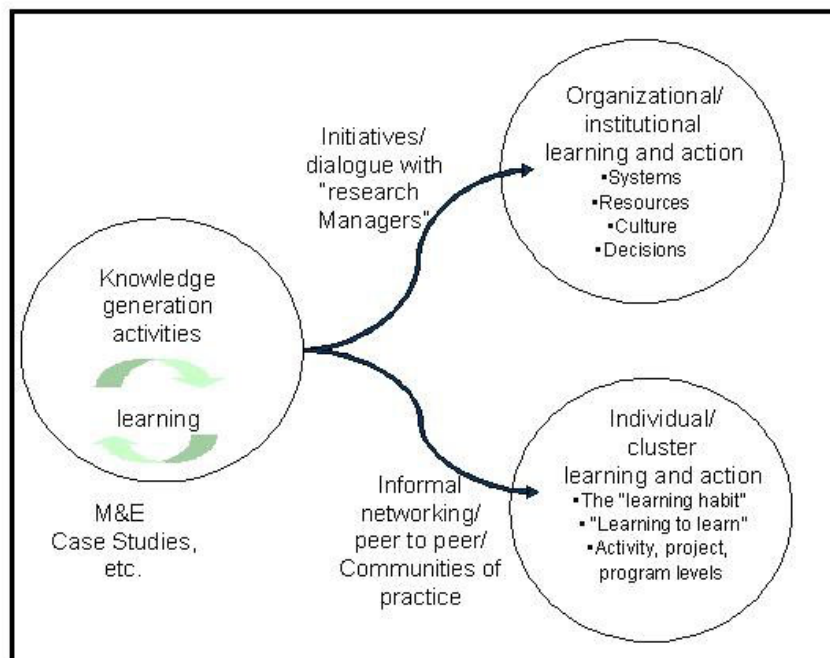 Knowledge
generation
activities
learning
M&E
Case Studies,
etc.
Initiatives/
dialogue with
"research
Managers"
Organizational/
institutional
learning and action
▪Systems
▪Resources
▪Culture
▪Decisions
Informal
networking/
peer to peer/
Communities of
practice
Individual/
cluster
learning and action
▪The "learning habit"
▪"Learning to learn"
▪Activity, project,
program levels